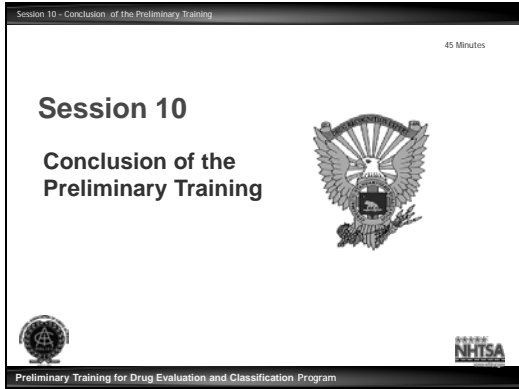 Session 10 - Conclusion of the Preliminary Training
45 Minutes
Session 10
Conclusion of the
Preliminary Training
NHTSA
Preliminary Training for Drug Evaluation and Classification Program